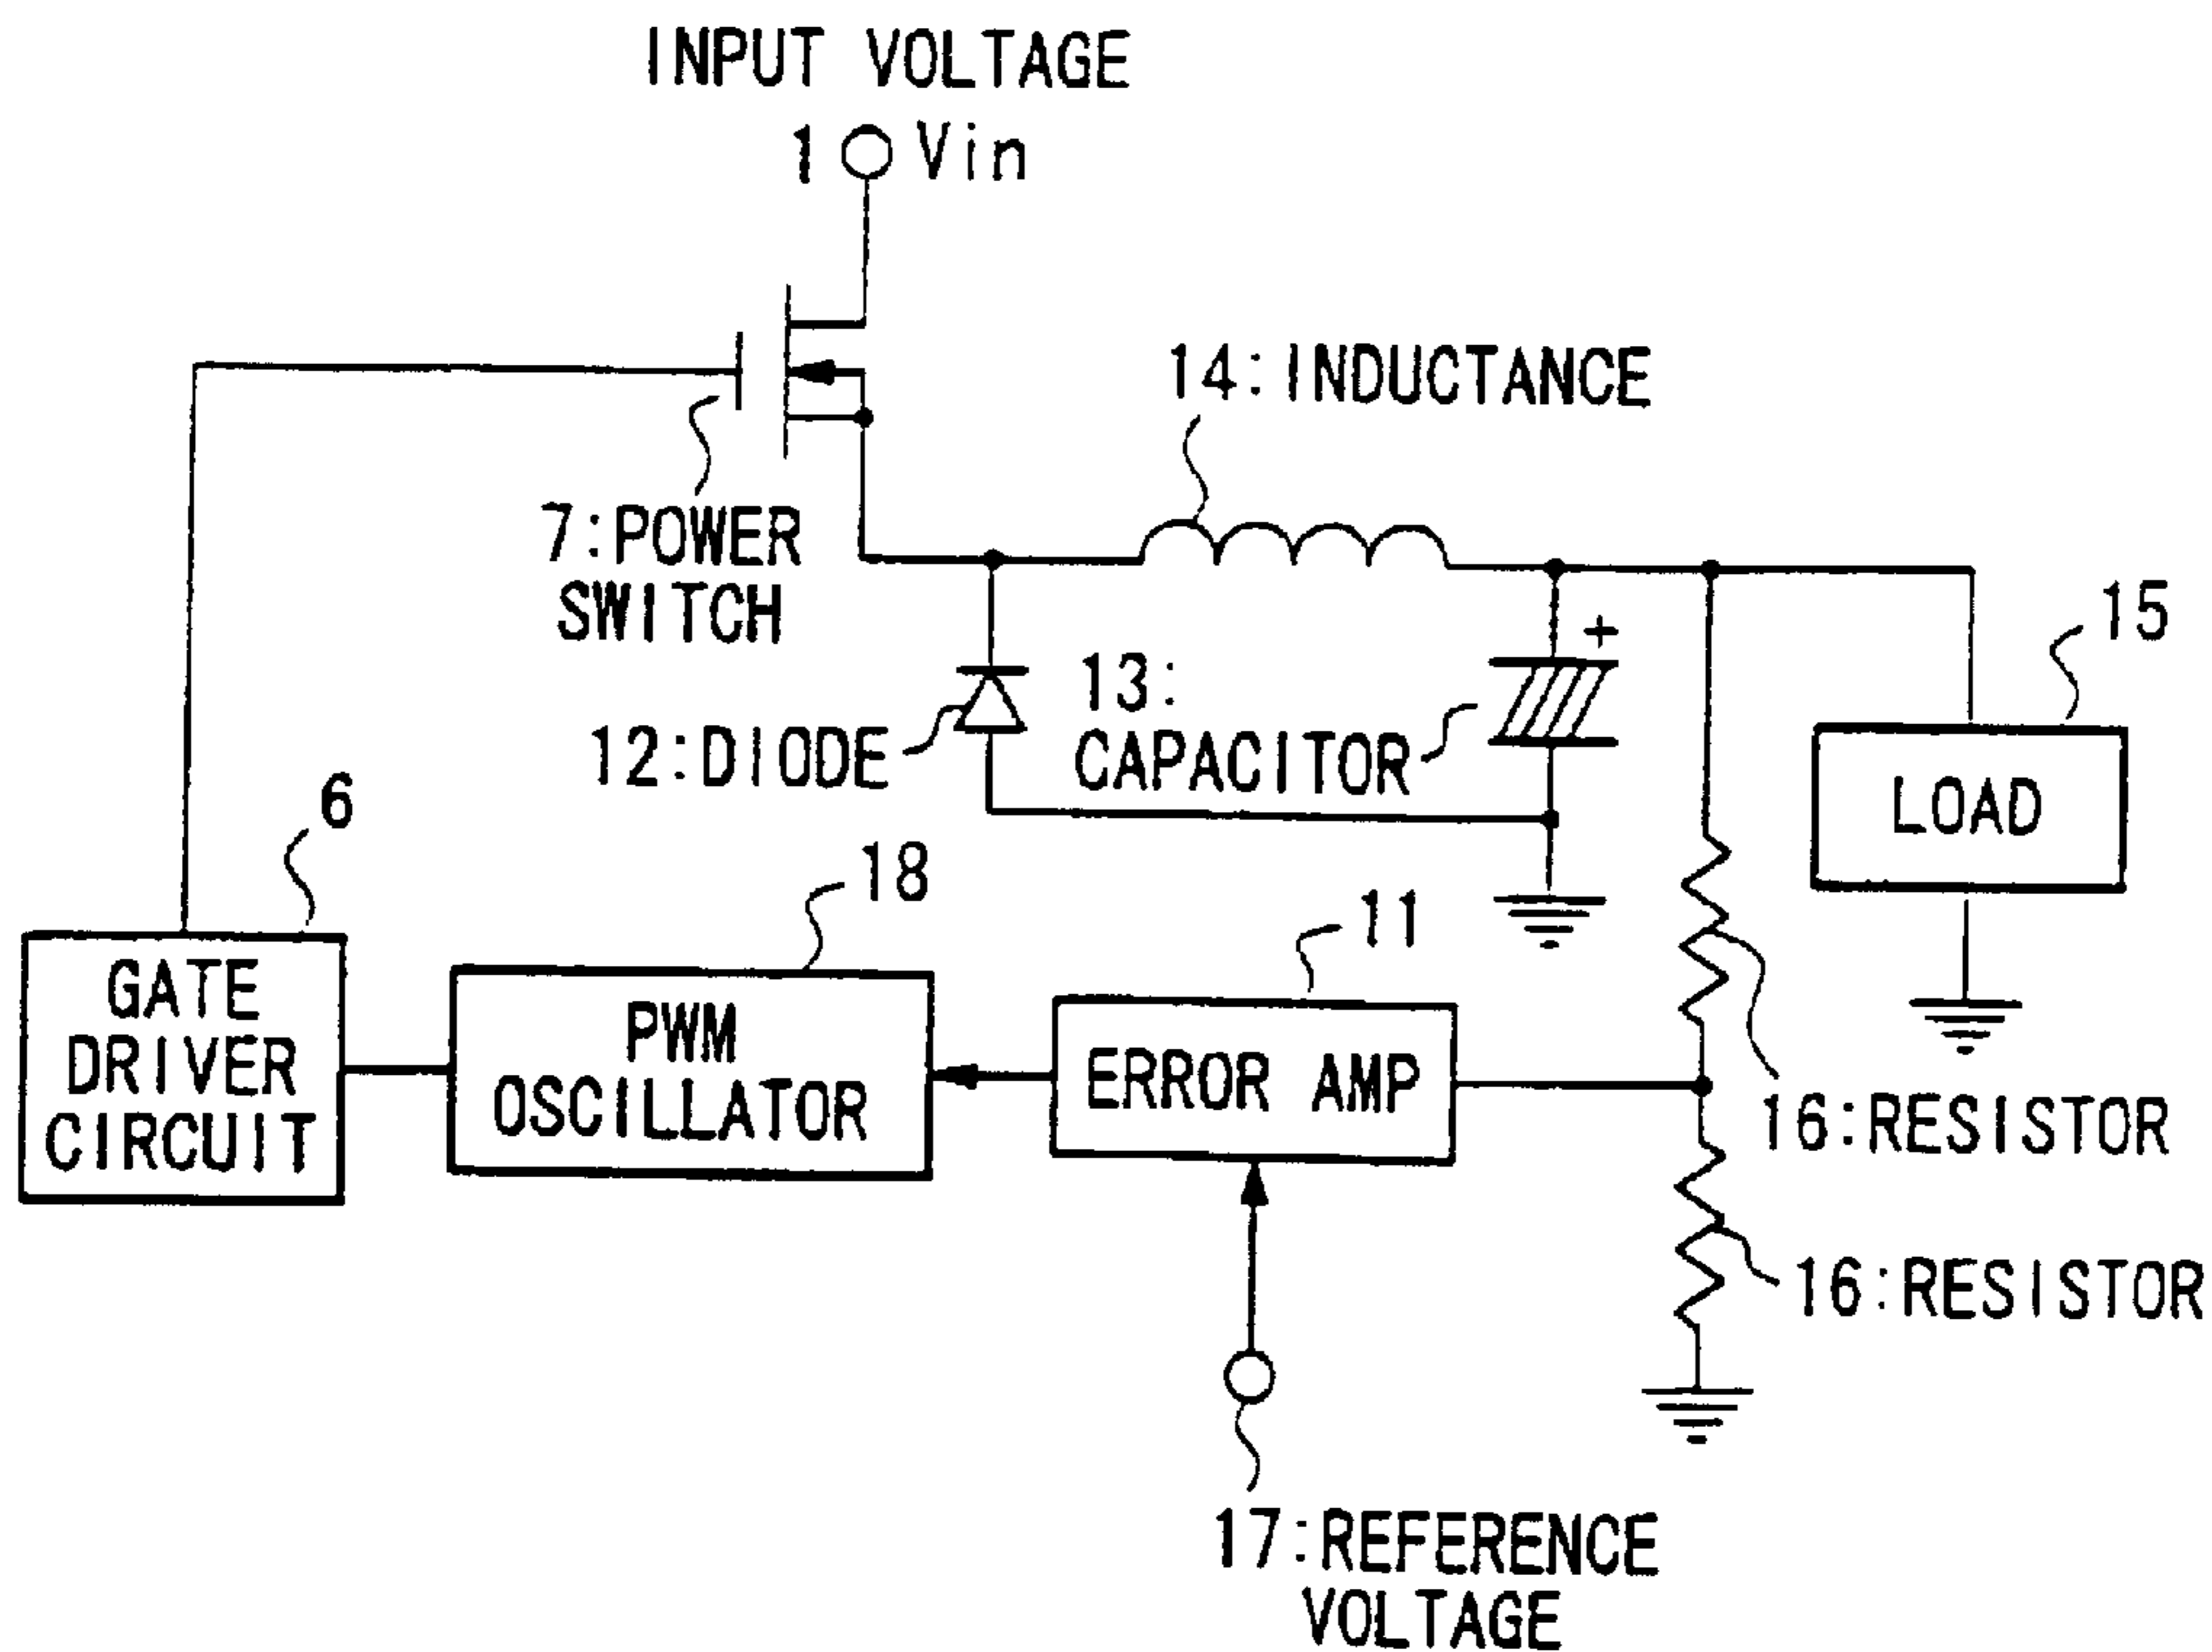 INPUT VOLTAGE
1 Vin
14:INDUCTANCE
7:POWER
SWITCH
15
+
13:
CAPACITOR
12:DIODE
LOAD
6
18
11
GATE
DRIVER
CIRCUIT
PWM
OSCILLATOR
ERROR AMP
16:RESISTOR
16:RESISTOR
17:REFERENCE
VOLTAGE